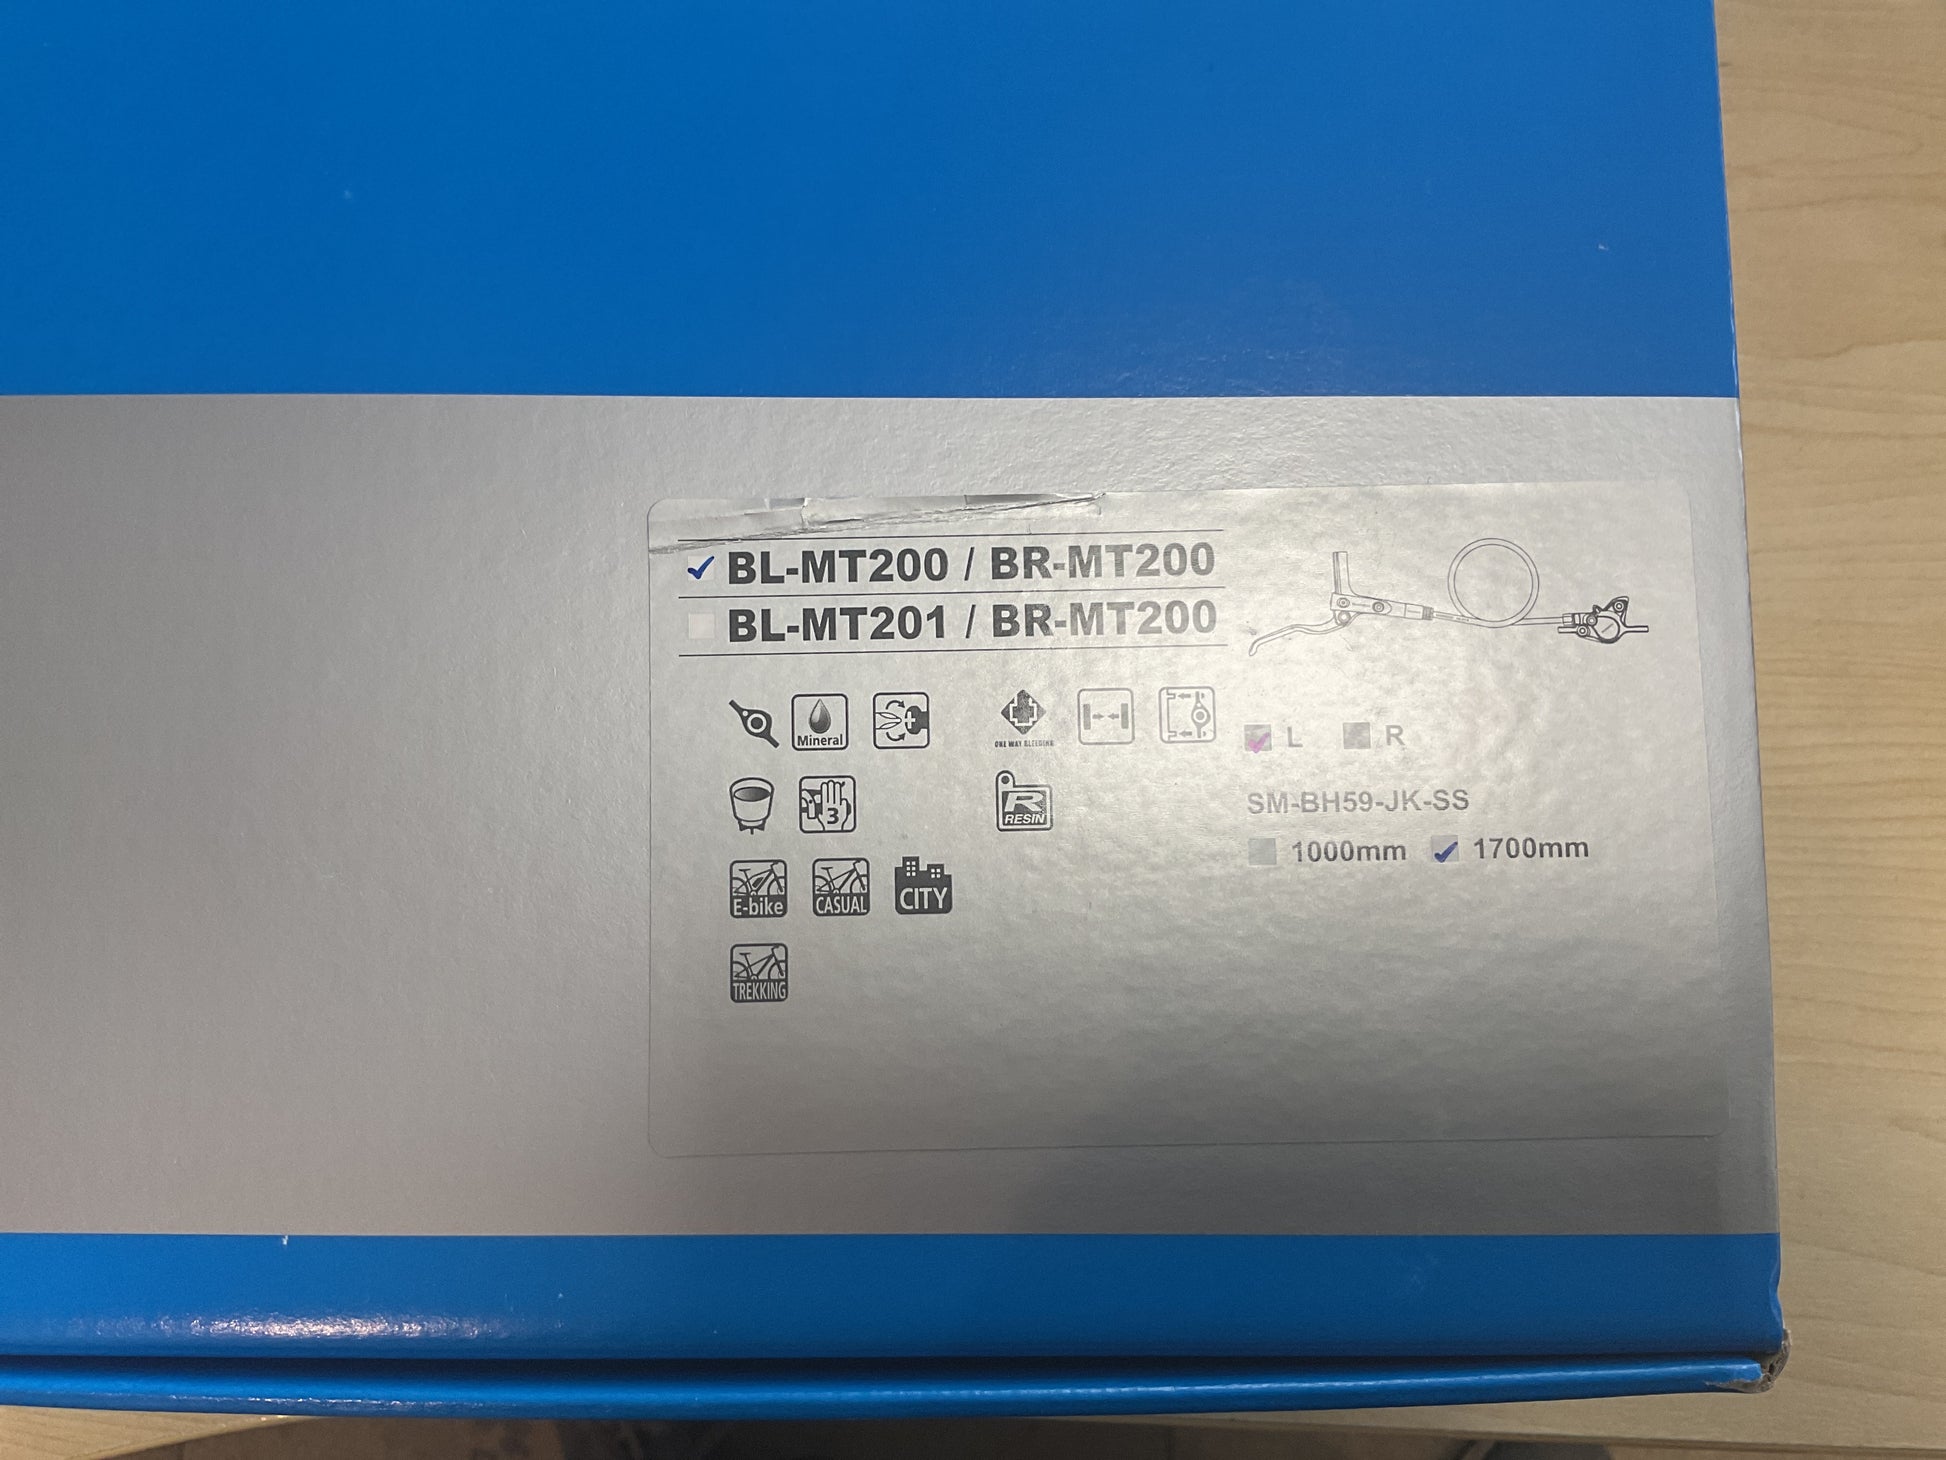 BL-MT200 / BR-MT200
BL-MT201 / BR-MT200
Mineral
ONE WAY BLEEDING
L R
3
R
RESIN
SM-BH59-JK-SS
1000mm 1700mm
E-bike CASUAL CITY
TREKKING